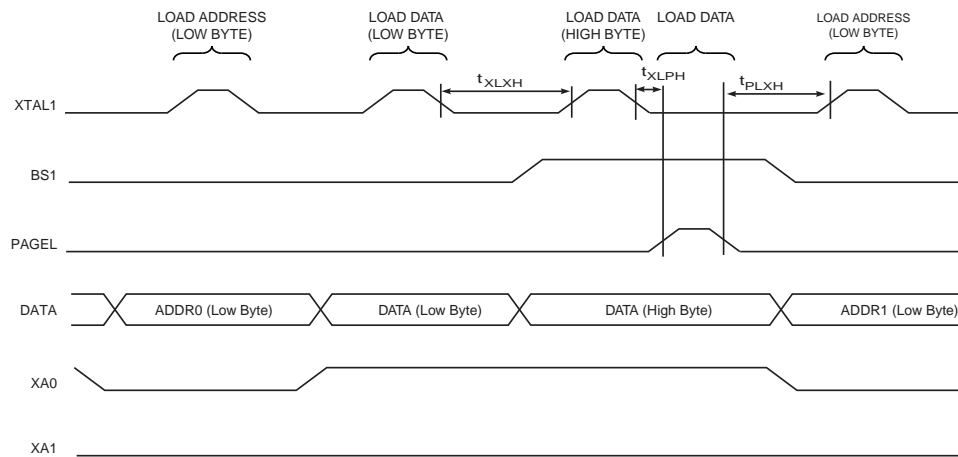 LOAD ADDRESS
(LOW BYTE)
LOAD DATA
(LOW BYTE)
LOAD DATA
(HIGH BYTE)
LOAD DATA
LOAD ADDRESS
(LOW BYTE)
tXLXH
tXLPH
tPLXH
XTAL1
BS1
PAGEL
DATA
ADDR0 (Low Byte)
DATA (Low Byte)
DATA (High Byte)
ADDR1 (Low Byte)
XA0
XA1